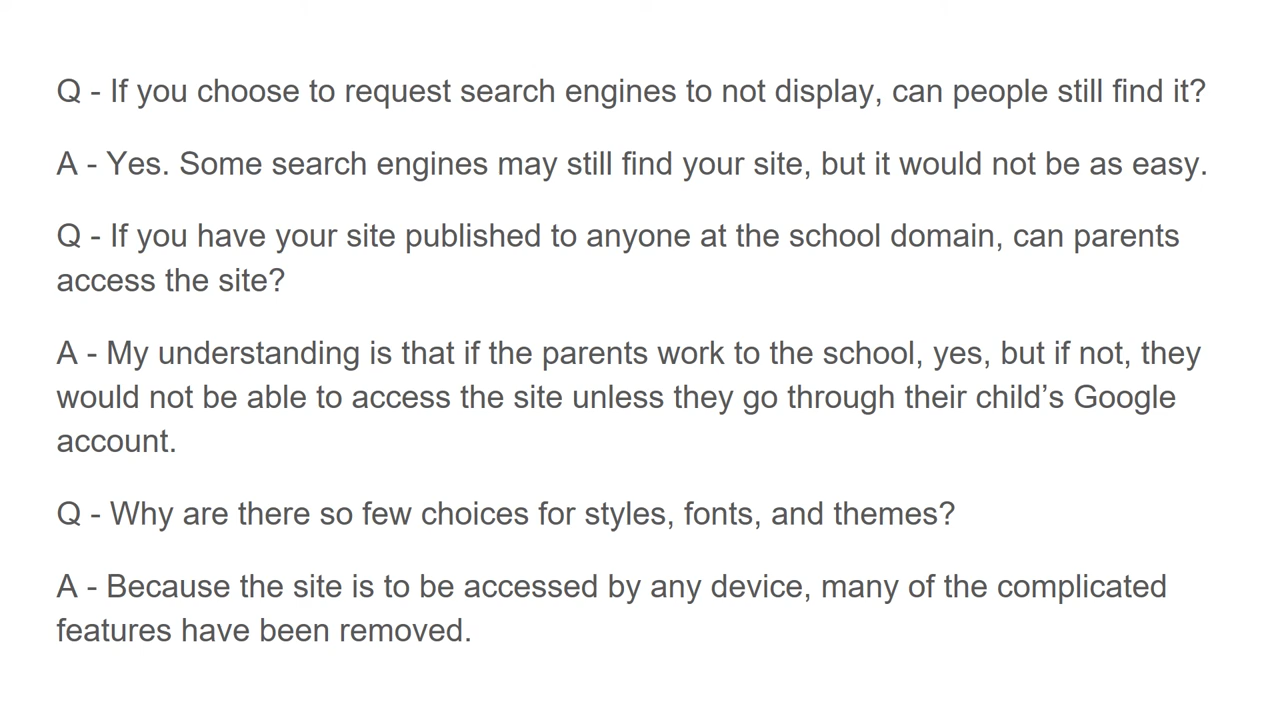 Q - If you choose to request search engines to not display, can people still find it?
A - Yes. Some search engines may still find your site, but it would not be as easy.
Q - If you have your site published to anyone at the school domain, can parents
access the site?
A - My understanding is that if the parents work to the school, yes, but if not, they
would not be able to access the site unless they go through their child’s Google
account.
Q - Why are there so few choices for styles, fonts, and themes?
A - Because the site is to be accessed by any device, many of the complicated
features have been removed.